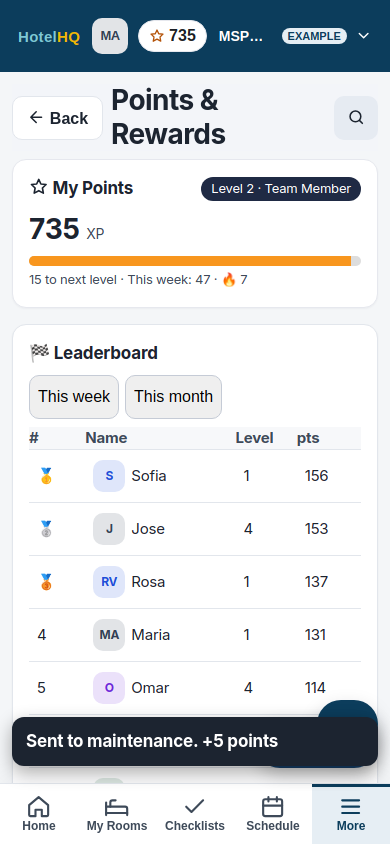 HotelHQ MA 735 MSP... EXAMPLE
Back
Points &
Rewards
My Points
Level 2 · Team Member
735 XP
15 to next level · This week: 47 · 🔥 7
🏁 Leaderboard
This week This month
# Name Level pts
🥇 S Sofia 1 156
🥈 J Jose 4 153
🥉 RV Rosa 1 137
4 MA Maria 1 131
5 O Omar 4 114
Sent to maintenance. +5 points
Home My Rooms Checklists Schedule More